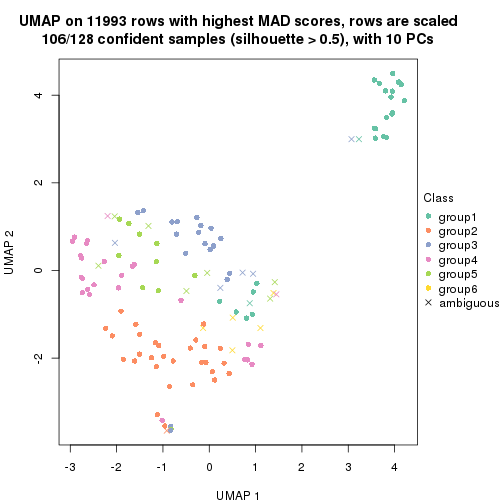 UMAP on 11993 rows with highest MAD scores, rows are scaled
106/128 confident samples (silhouette > 0.5), with 10 PCs
4
2
0
-2
UMAP 2
-3 -2 -1 0 1 2 3 4
UMAP 1
Class
group1
group2
group3
group4
group5
group6
ambiguous